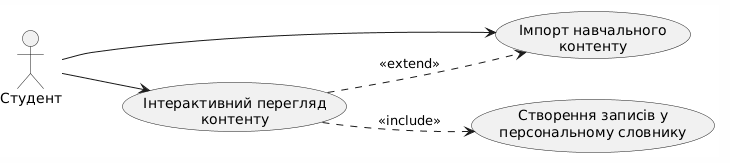 Студент
Імпорт навчального
контенту
«extend»
Інтерактивний перегляд
контенту
«include»
Створення записів у
персональному словнику